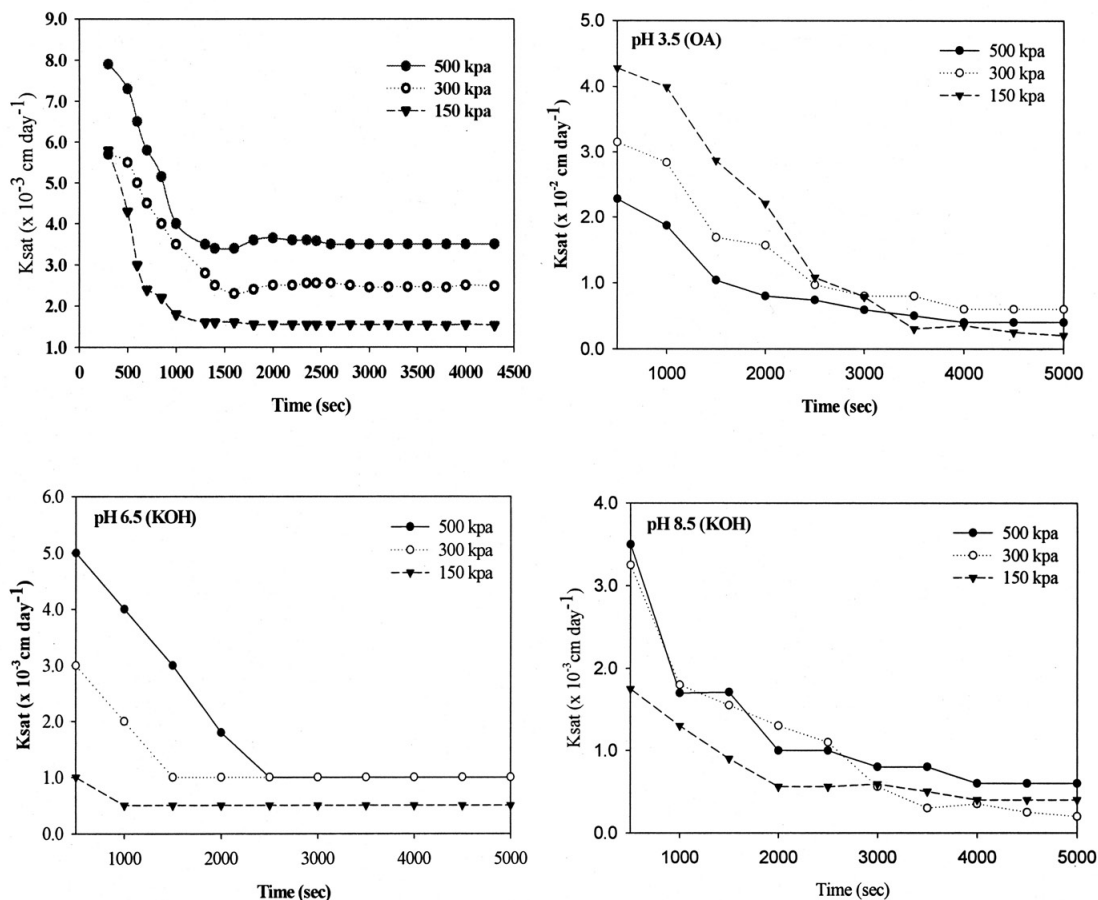 9.0
8.0
7.0
6.0
5.0
4.0
3.0
2.0
1.0
Ksat (x 10-3 cm day-1)
500 kpa
300 kpa
150 kpa
0 500 1000 1500 2000 2500 3000 3500 4000 4500
Time (sec)
pH 3.5 (OA)
5.0
4.0
3.0
2.0
1.0
0.0
Ksat (x 10-2 cm day-1)
500 kpa
300 kpa
150 kpa
1000 2000 3000 4000 5000
Time (sec)
pH 6.5 (KOH)
6.0
5.0
4.0
3.0
2.0
1.0
0.0
Ksat (x 10-3cm day-1)
500 kpa
300 kpa
150 kpa
1000 2000 3000 4000 5000
Time (sec)
pH 8.5 (KOH)
4.0
3.0
2.0
1.0
0.0
Ksat (x 10-3cm day-1)
500 kpa
300 kpa
150 kpa
1000 2000 3000 4000 5000
Time (sec)